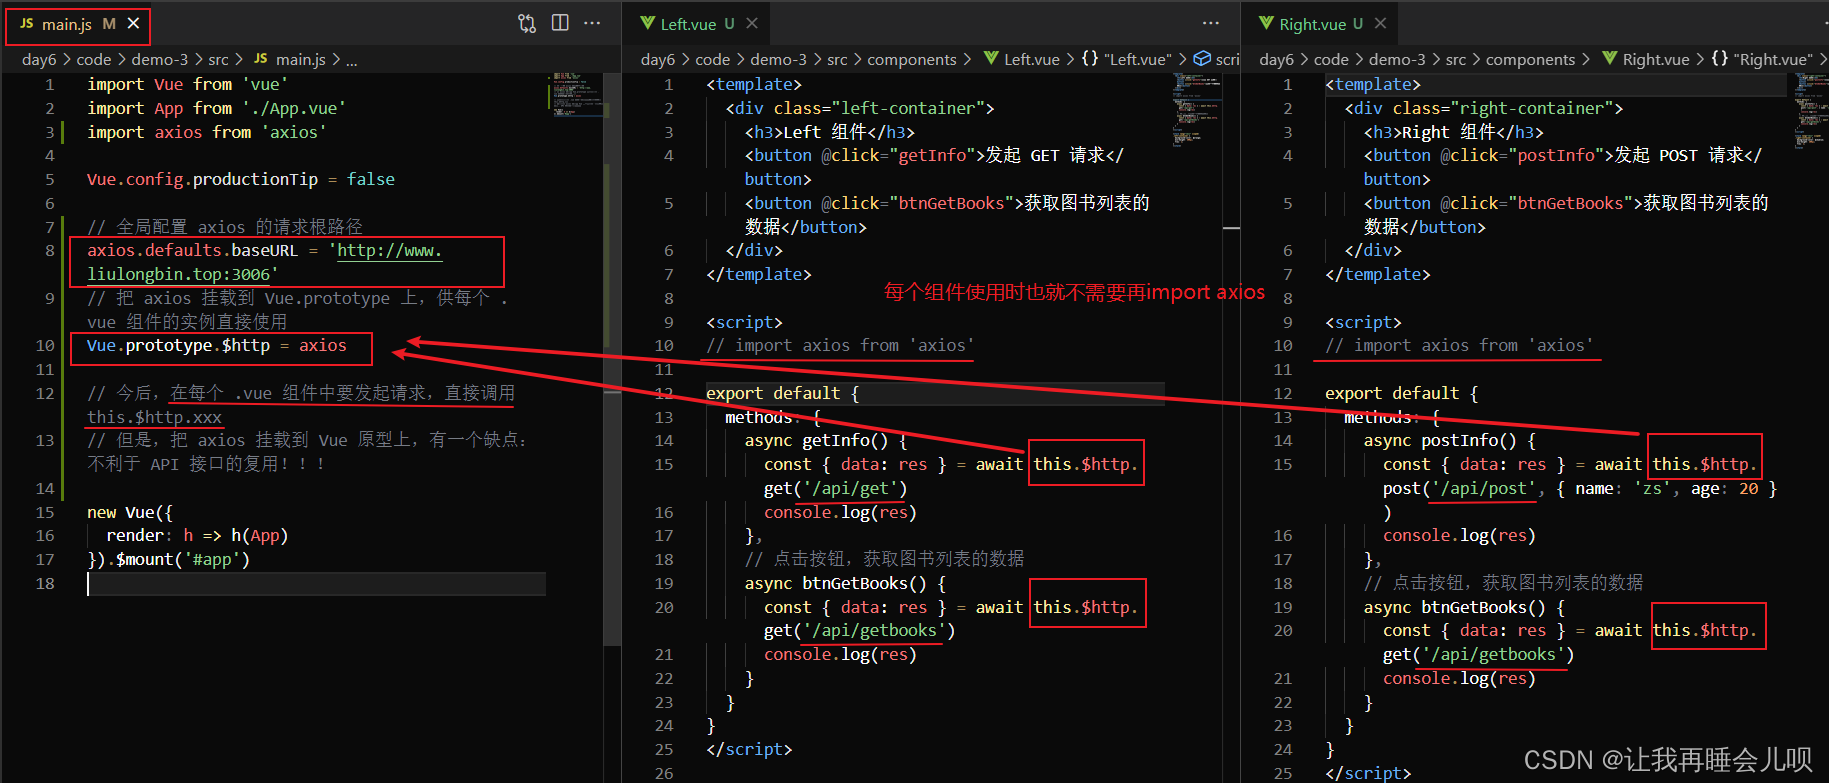 JS main.js M ×
day6 > code > demo-3 > src > JS main.js > ...
1 import Vue from 'vue'
2 import App from './App.vue'
3 import axios from 'axios'
4
5 Vue.config.productionTip = false
6
7 // 全局配置 axios 的请求根路径
8 axios.defaults.baseURL = 'http://www.
liulongbin.top:3006'
9 // 把 axios 挂载到 Vue.prototype 上，供每个 .
vue 组件的实例直接使用
10 Vue.prototype.$http = axios
11
12 // 今后，在每个 .vue 组件中要发起请求，直接调用
this.$http.xxx
13 // 但是，把 axios 挂载到 Vue 原型上，有一个缺点：
不利于 API 接口的复用！！！
14
15 new Vue({
16 render: h => h(App)
17 }).$mount('#app')
18
Left.vue U ×
day6 > code > demo-3 > src > components > Left.vue > {} "Left.vue" > scri
1 <template>
2 <div class="left-container">
3 <h3>Left 组件</h3>
4 <button @click="getInfo">发起 GET 请求</
button>
5 <button @click="btnGetBooks">获取图书列表的
数据</button>
6 </div>
7 </template>
8
每个组件使用时也就不需要再import axios
9 <script>
10 // import axios from 'axios'
11
12 export default {
13 methods: {
14 async getInfo() {
15 const { data: res } = await this.$http.
get('/api/get')
16 console.log(res)
17 },
18 // 点击按钮，获取图书列表的数据
19 async btnGetBooks() {
20 const { data: res } = await this.$http.
get('/api/getbooks')
21 console.log(res)
22 }
23 }
24 }
25 </script>
26
Right.vue U ×
day6 > code > demo-3 > src > components > Right.vue > {} "Right.vue" >
1 <template>
2 <div class="right-container">
3 <h3>Right 组件</h3>
4 <button @click="postInfo">发起 POST 请求</
button>
5 <button @click="btnGetBooks">获取图书列表的
数据</button>
6 </div>
7 </template>
8
9 <script>
10 // import axios from 'axios'
11
12 export default {
13 methods: {
14 async postInfo() {
15 const { data: res } = await this.$http.
post('/api/post', { name: 'zs', age: 20 }
)
16 console.log(res)
17 },
18 // 点击按钮，获取图书列表的数据
19 async btnGetBooks() {
20 const { data: res } = await this.$http.
get('/api/getbooks')
21 console.log(res)
22 }
23 }
24 }
25 </script>
CSDN @让我再睡会儿呗